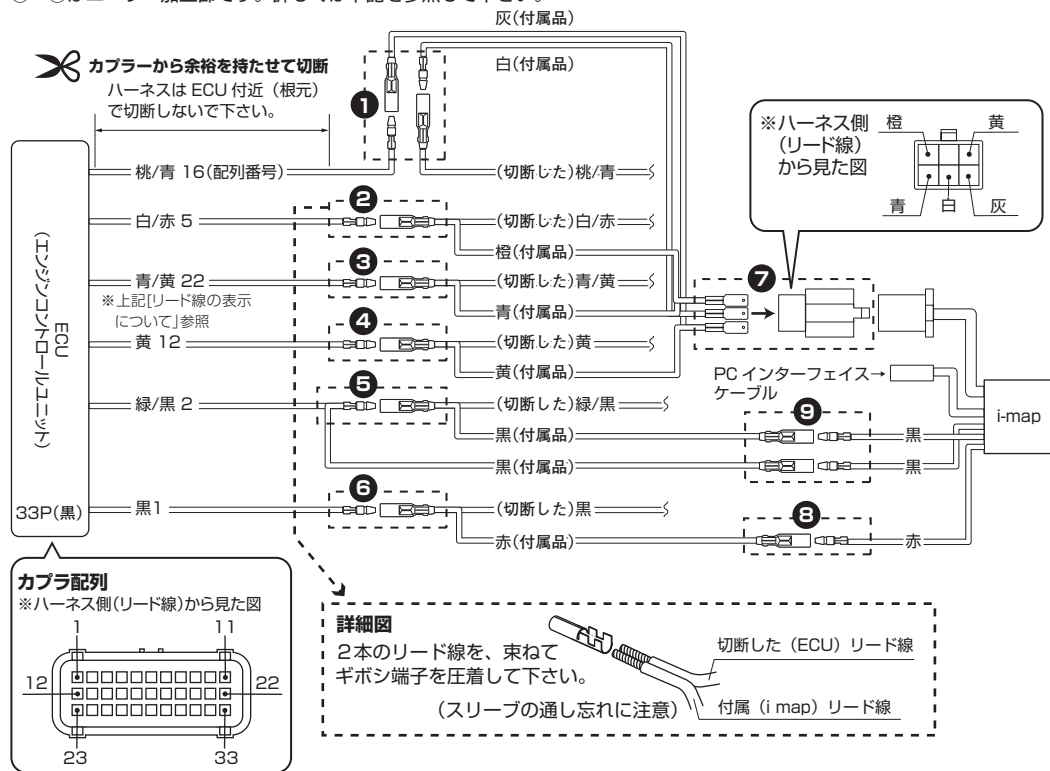 灰(付属品)
白(付属品)
カプラーから余裕を持たせて切断
ハーネスは ECU 付近（根元）
で切断しないで下さい。
1
※ハーネス側
(リード線)
から見た図
橙
黄
青
白
灰
桃/青 16(配列番号)
(切断した)桃/青
2
白/赤 5
(切断した)白/赤
橙(付属品)
3
青/黄 22
(切断した)青/黄
※上記[リード線の表示
について」参照
青(付属品)
7
4
黄 12
(切断した)黄
黄(付属品)
PC インターフェイス→
ケーブル
5
緑/黒 2
(切断した)緑/黒
9
i-map
黒(付属品)
黒
黒(付属品)
黒
6
黒1
(切断した)黒
8
赤(付属品)
赤
ECU
(エンジンコントロールユニット)
33P(黒)
カプラ配列
※ハーネス側(リード線)から見た図
1
11
12
22
23
33
詳細図
２本のリード線を、束ねて
ギボシ端子を圧着して下さい。
(スリーブの通し忘れに注意)
切断した（ECU）リード線
付属（i map）リード線